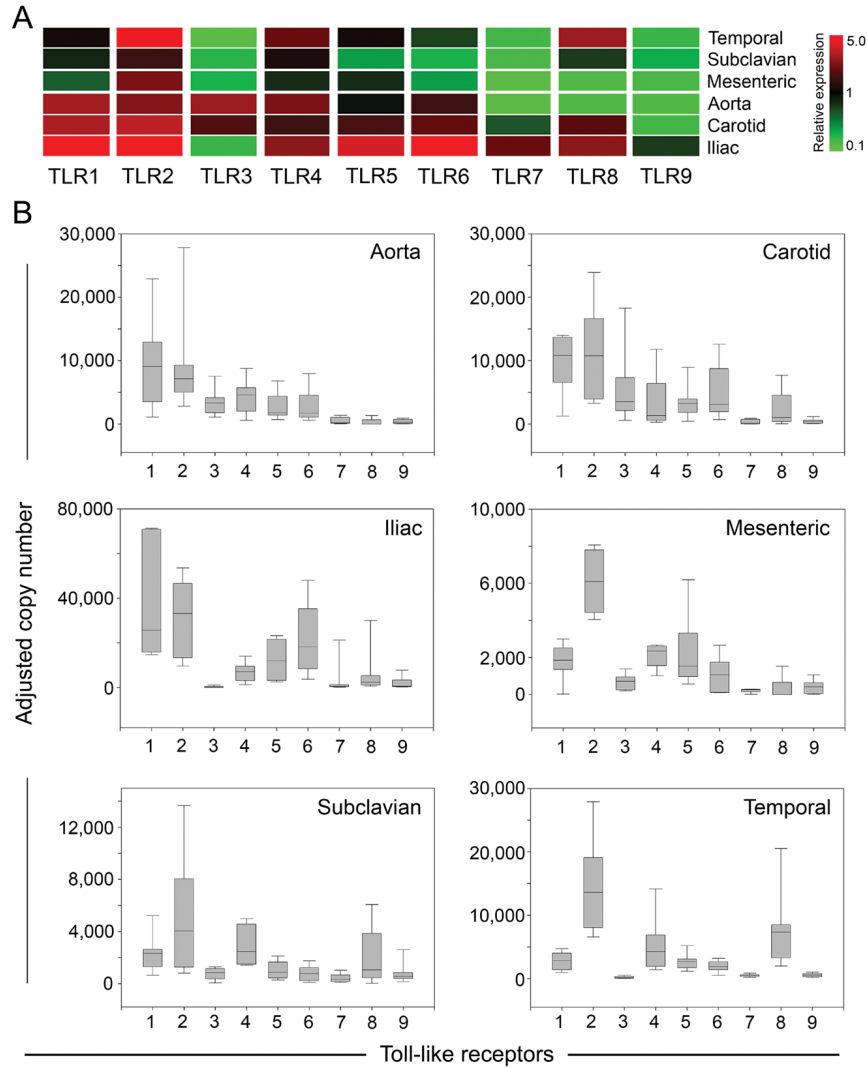 A
Temporal
Subclavian
Mesenteric
Aorta
Carotid
Iliac
TLR1 TLR2 TLR3 TLR4 TLR5 TLR6 TLR7 TLR8 TLR9
Relative expression
5.0
1
0.1
B
Adjusted copy number
Aorta
30,000
20,000
10,000
0
1 2 3 4 5 6 7 8 9
Carotid
30,000
20,000
10,000
0
1 2 3 4 5 6 7 8 9
Iliac
80,000
40,000
0
1 2 3 4 5 6 7 8 9
Mesenteric
10,000
6,000
2,000
0
1 2 3 4 5 6 7 8 9
Subclavian
12,000
8,000
4,000
0
1 2 3 4 5 6 7 8 9
Temporal
30,000
20,000
10,000
0
1 2 3 4 5 6 7 8 9
Toll-like receptors